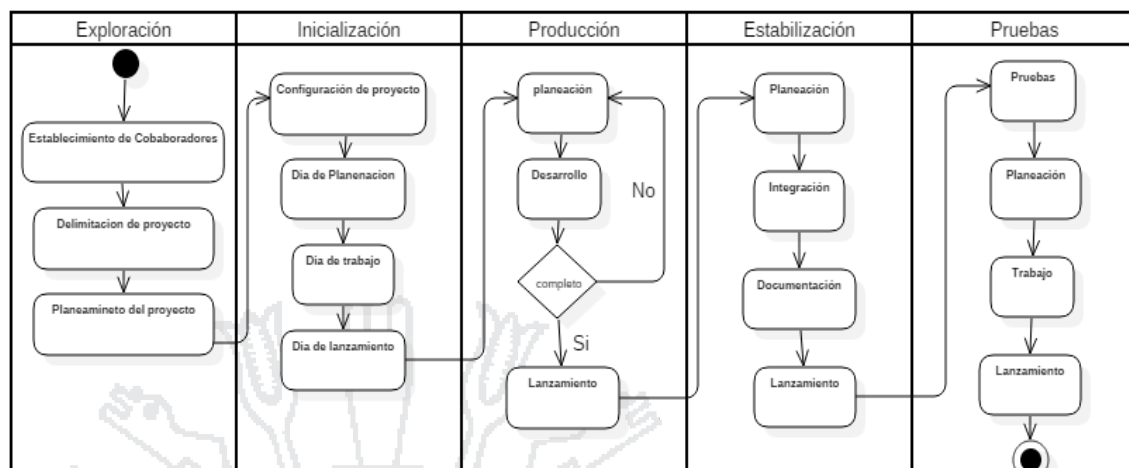 Exploración
Inicialización
Producción
Estabilización
Pruebas
Establecimiento de Cobaboradores
Delimitacion de proyecto
Planeamineto del proyecto
Configuración de proyecto
Dia de Planenacion
Dia de trabajo
Dia de lanzamiento
planeación
Desarrollo
No
completo
Si
Lanzamiento
Planeación
Integración
Documentación
Lanzamiento
Pruebas
Planeación
Trabajo
Lanzamiento